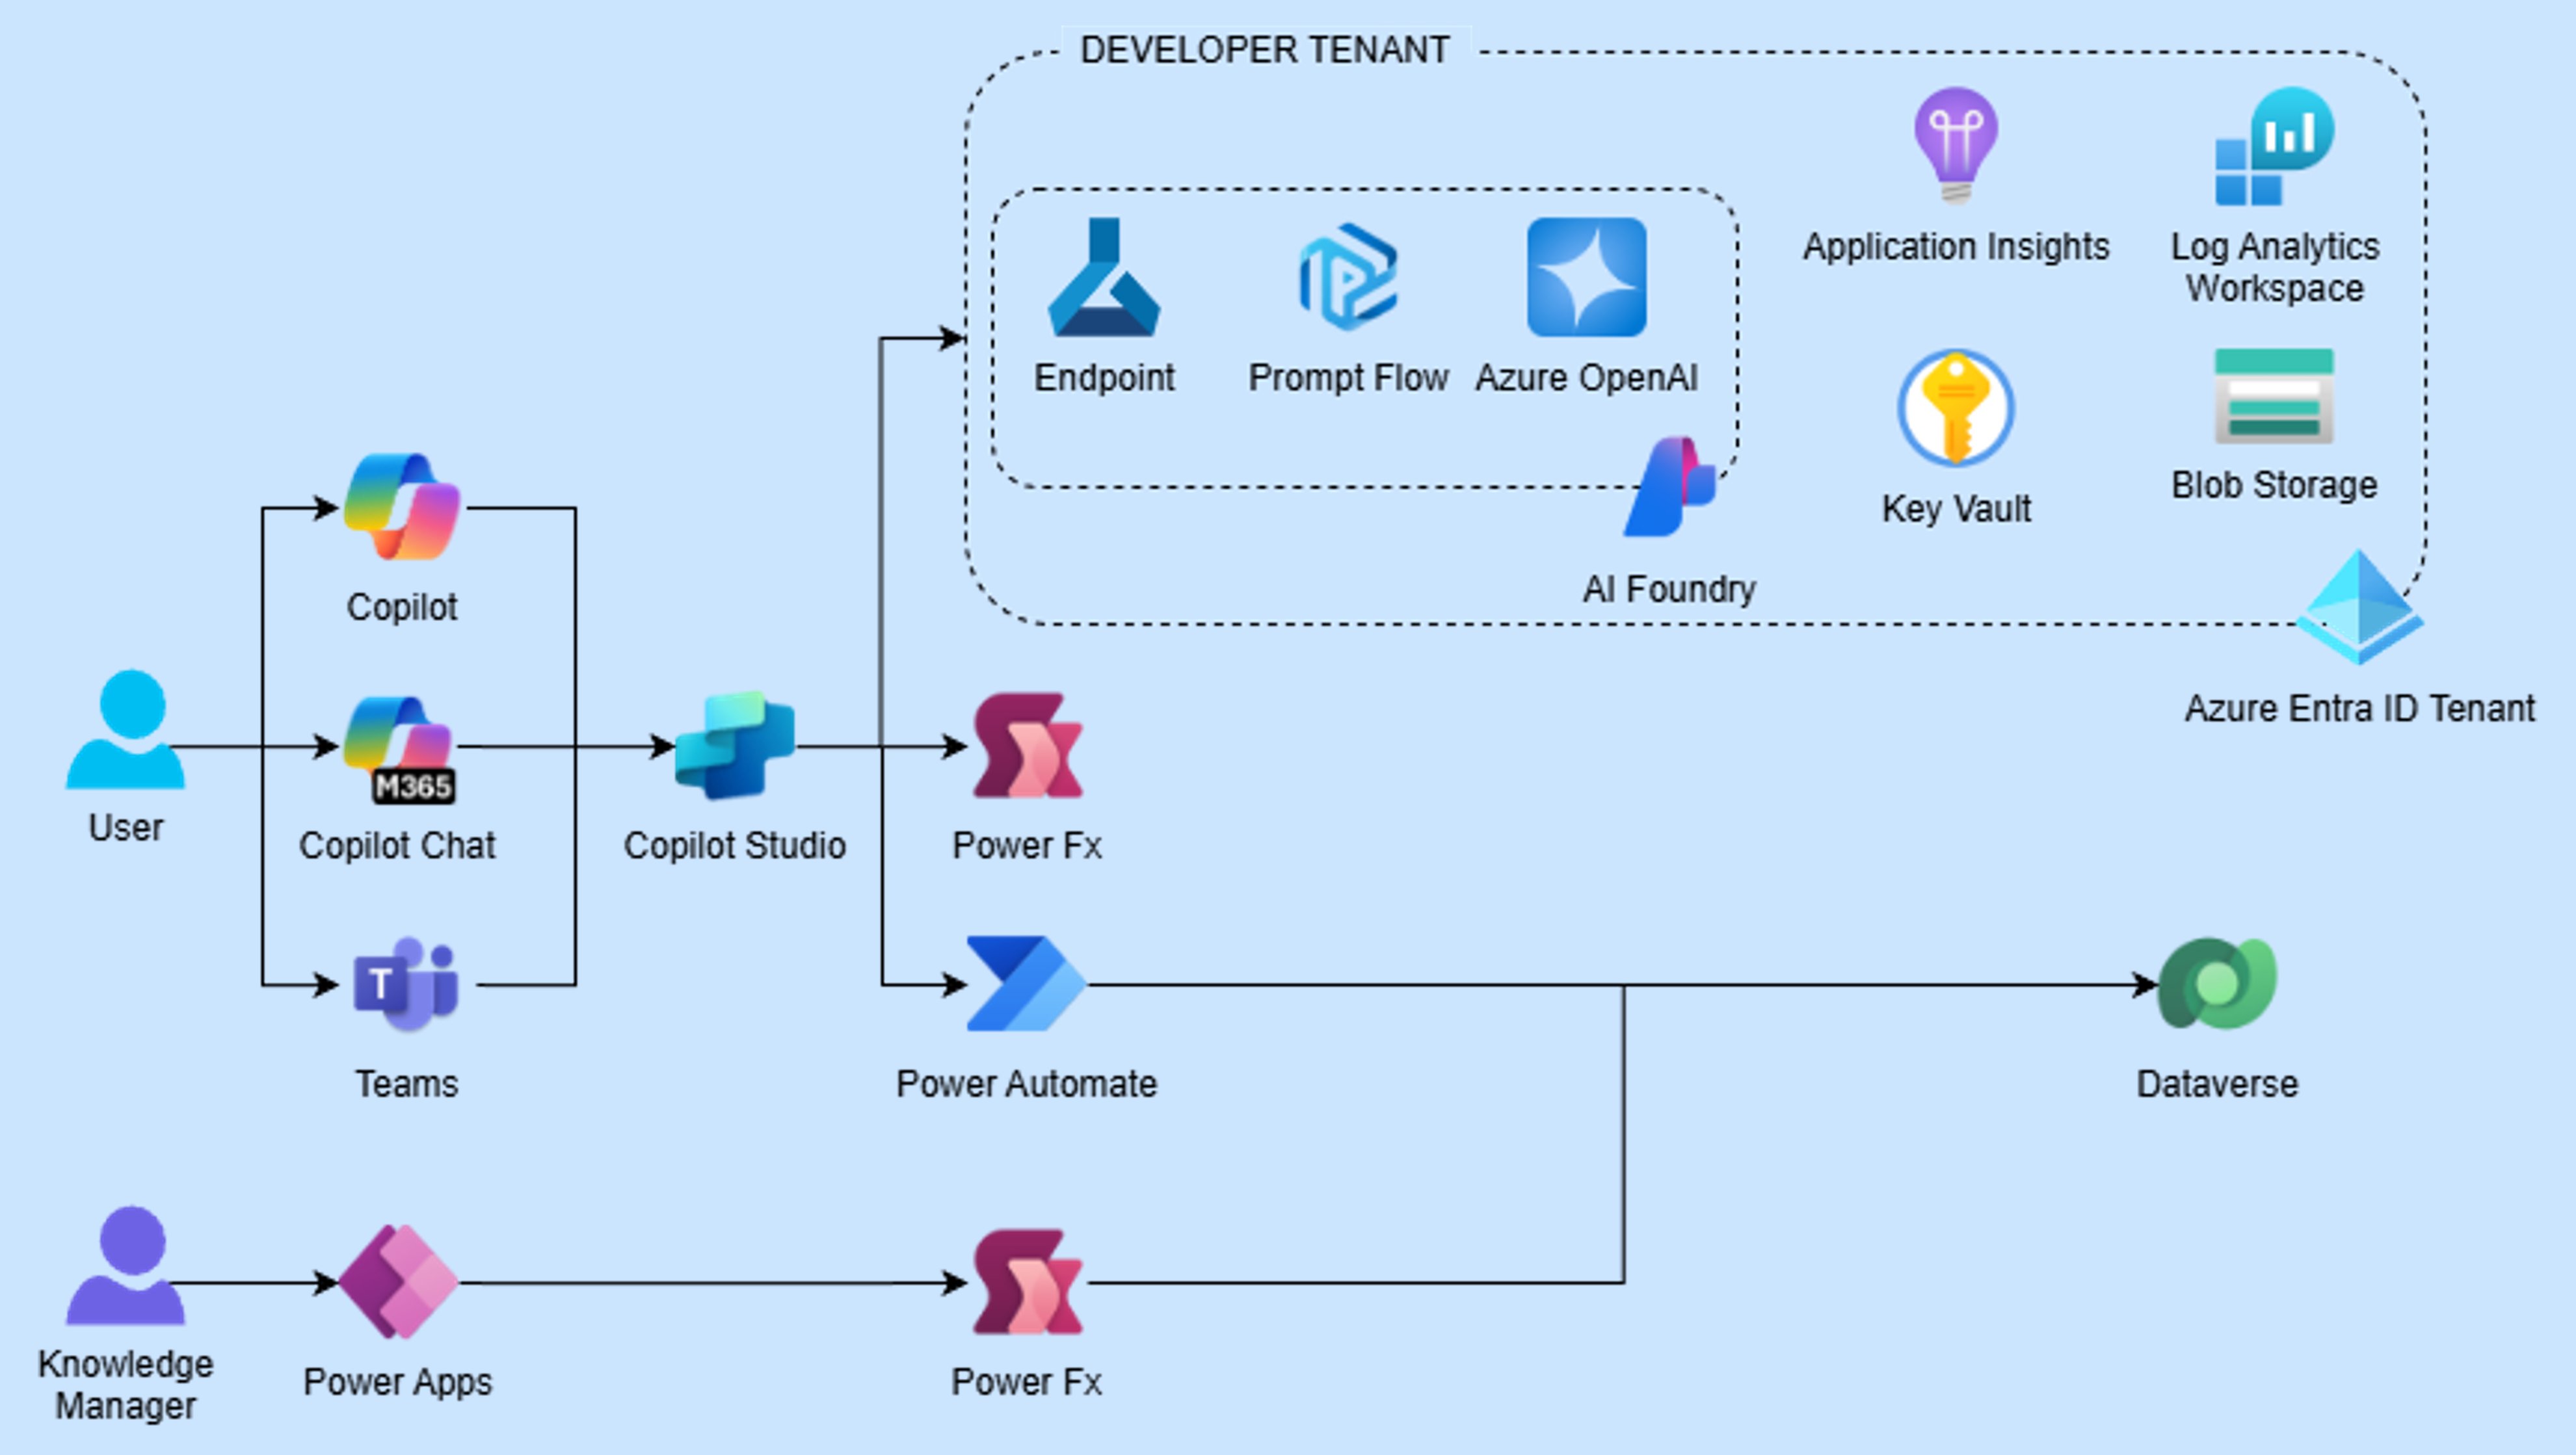 DEVELOPER TENANT
Application Insights
Log Analytics
Workspace
Endpoint
Prompt Flow
Azure OpenAI
Key Vault
Blob Storage
AI Foundry
Azure Entra ID Tenant
Copilot
User
M365
Copilot Chat
Copilot Studio
Power Fx
T
Teams
Power Automate
Dataverse
Knowledge
Manager
Power Apps
Power Fx